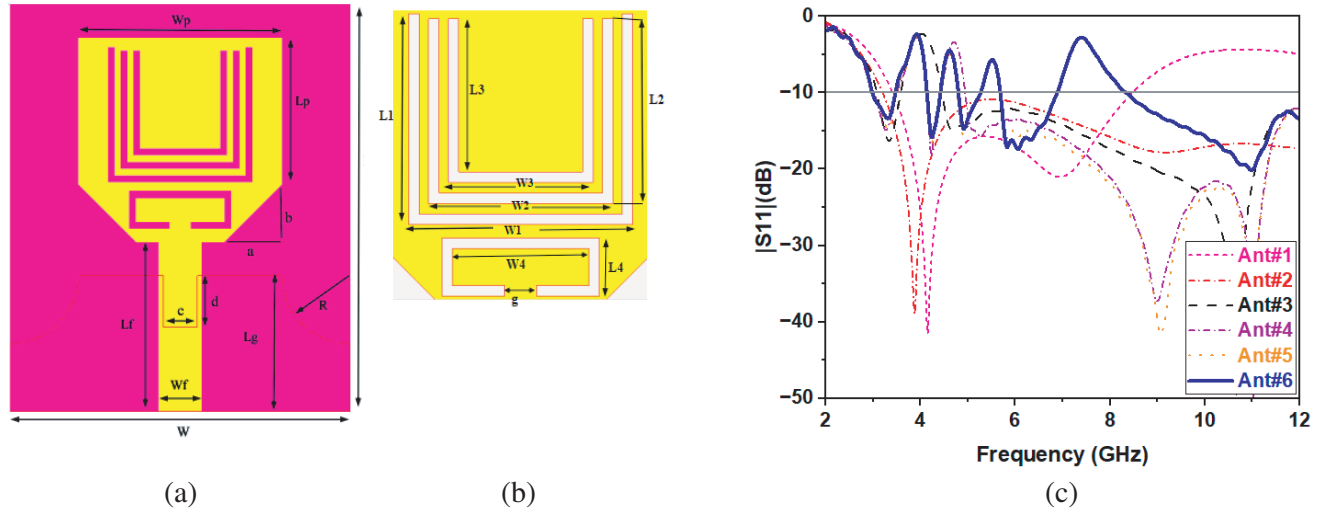 Wp
Lp
b
a
c
d
R
Lf
Lg
Wf
W
(a)
L1
L3
L2
W3
W2
W1
W4
L4
g
(b)
0
−10
−20
−30
−40
−50
|S11|(dB)
2
4
6
8
10
12
Frequency (GHz)
Ant#1
Ant#2
Ant#3
Ant#4
Ant#5
Ant#6
(c)